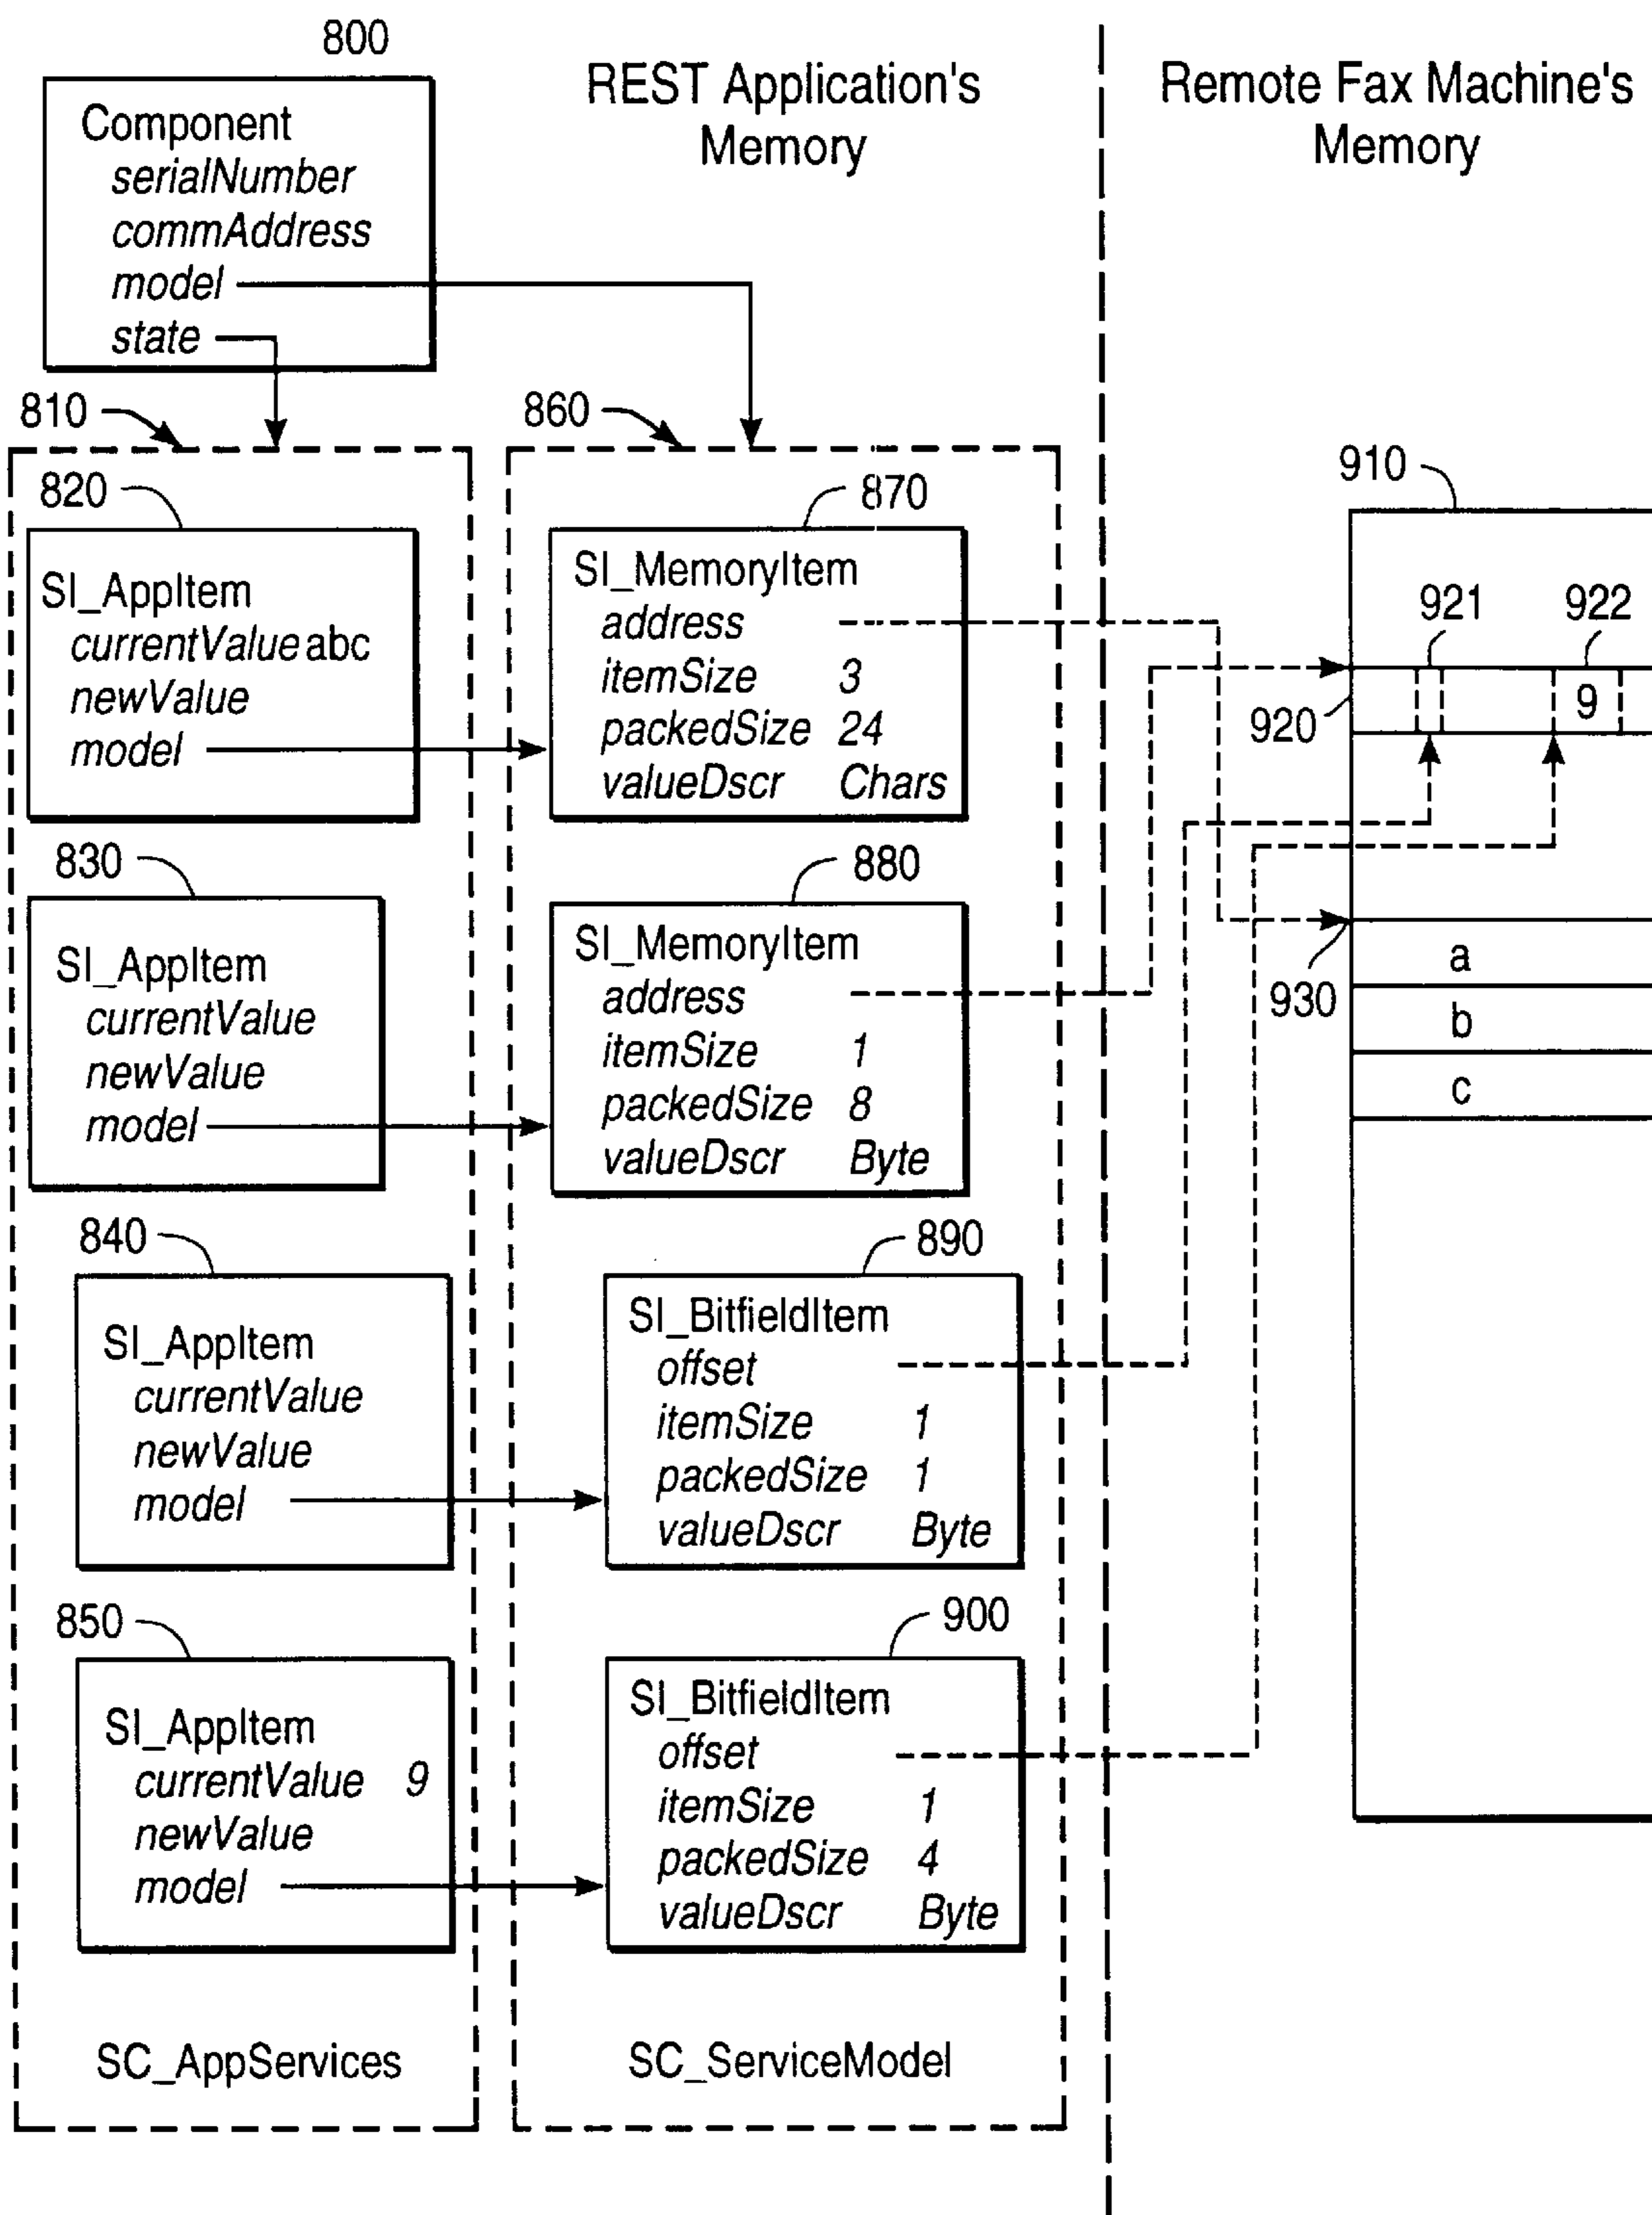 800
REST Application's
Memory
Remote Fax Machine's
Memory
Component
serialNumber
commAddress
model
state
810
860
820
SI_AppItem
currentValue abc
newValue
model
870
SI_MemoryItem
address
itemSize 3
packedSize 24
valueDscr Chars
830
SI_AppItem
currentValue
newValue
model
880
SI_MemoryItem
address
itemSize 1
packedSize 8
valueDscr Byte
840
SI_AppItem
currentValue
newValue
model
890
SI_BitfieldItem
offset
itemSize 1
packedSize 1
valueDscr Byte
850
SI_AppItem
currentValue 9
newValue
model
900
SI_BitfieldItem
offset
itemSize 1
packedSize 4
valueDscr Byte
SC_AppServices
SC_ServiceModel
910
921
922
920
9
930
a
b
c